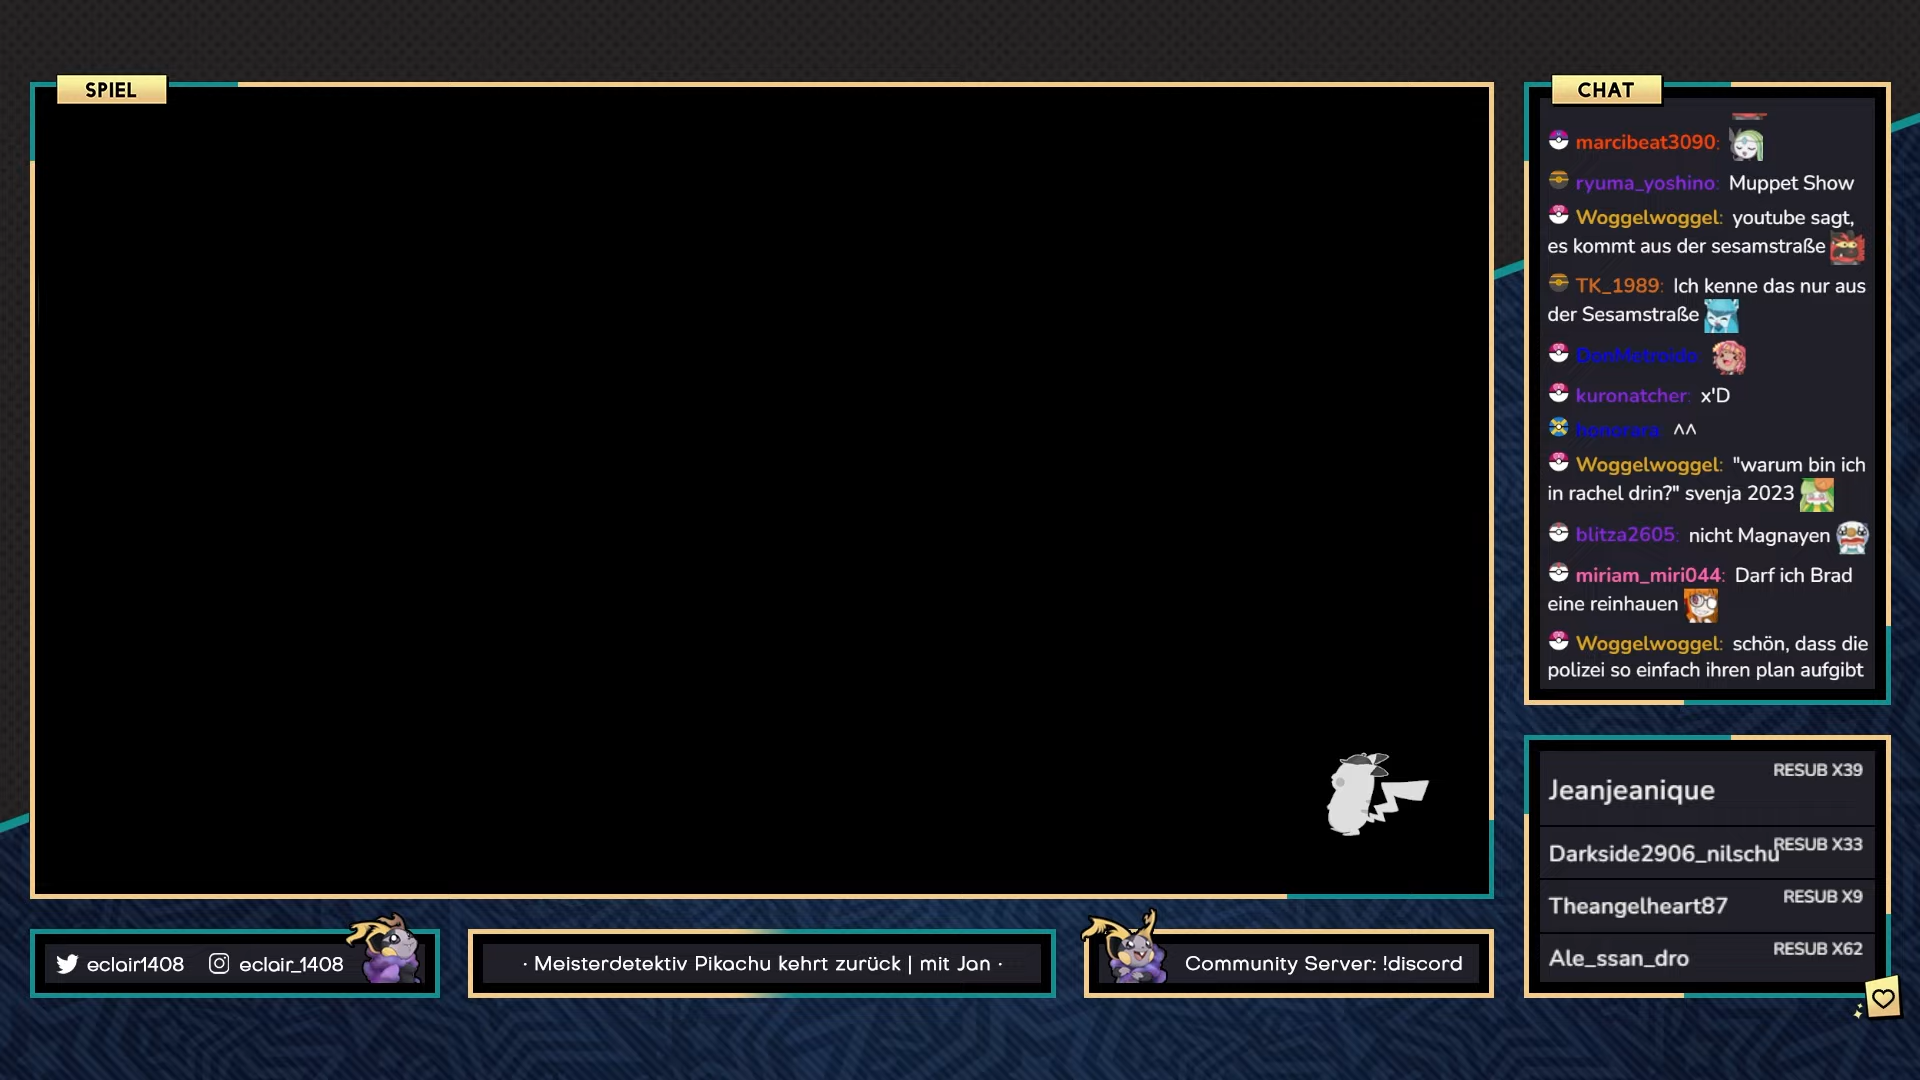 SPIEL
CHAT
marcibeat3090:
ryuma_yoshino: Muppet Show
Woggelwoggel: youtube sagt,
es kommt aus der sesamstraße
TK_1989: Ich kenne das nur aus
der Sesamstraße
DonMetroido:
kuronatcher: x'D
honorara: ^^
Woggelwoggel: "warum bin ich
in rachel drin?" svenja 2023
blitza2605: nicht Magnayen
miriam_miri044: Darf ich Brad
eine reinhauen
Woggelwoggel: schön, dass die
polizei so einfach ihren plan aufgibt
RESUB X39
Jeanjeanique
RESUB X33
Darkside2906_nilschu
RESUB X9
Theangelheart87
RESUB X62
Ale_ssan_dro
eclair1408 eclair_1408
· Meisterdetektiv Pikachu kehrt zurück | mit Jan ·
Community Server: !discord